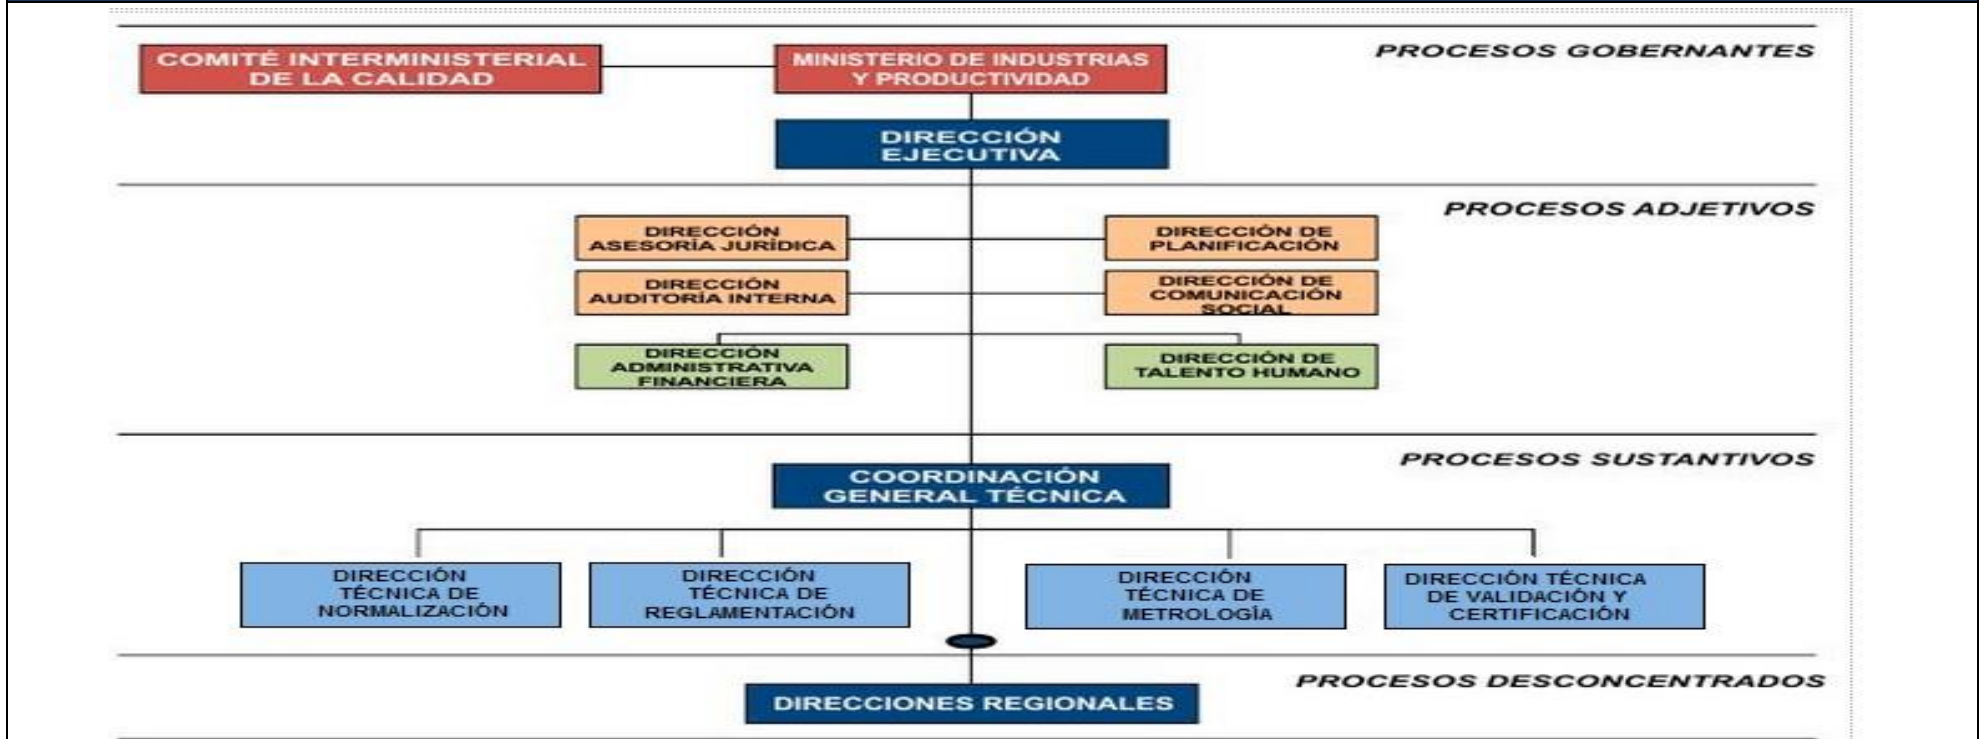 PROCESOS GOBERNANTES
COMITÉ INTERMINISTERIAL
DE LA CALIDAD
MINISTERIO DE INDUSTRIAS
Y PRODUCTIVIDAD
DIRECCIÓN
EJECUTIVA
PROCESOS ADJETIVOS
DIRECCIÓN
ASESORÍA JURÍDICA
DIRECCIÓN DE
PLANIFICACIÓN
DIRECCIÓN
AUDITORÍA INTERNA
DIRECCIÓN DE
COMUNICACIÓN
SOCIAL
DIRECCIÓN
ADMINISTRATIVA
FINANCIERA
DIRECCIÓN DE
TALENTO HUMANO
PROCESOS SUSTANTIVOS
COORDINACIÓN
GENERAL TÉCNICA
DIRECCIÓN
TÉCNICA DE
NORMALIZACIÓN
DIRECCIÓN
TÉCNICA DE
REGLAMENTACIÓN
DIRECCIÓN
TÉCNICA DE
METROLOGÍA
DIRECCIÓN TÉCNICA
DE VALIDACIÓN Y
CERTIFICACIÓN
PROCESOS DESCONCENTRADOS
DIRECCIONES REGIONALES